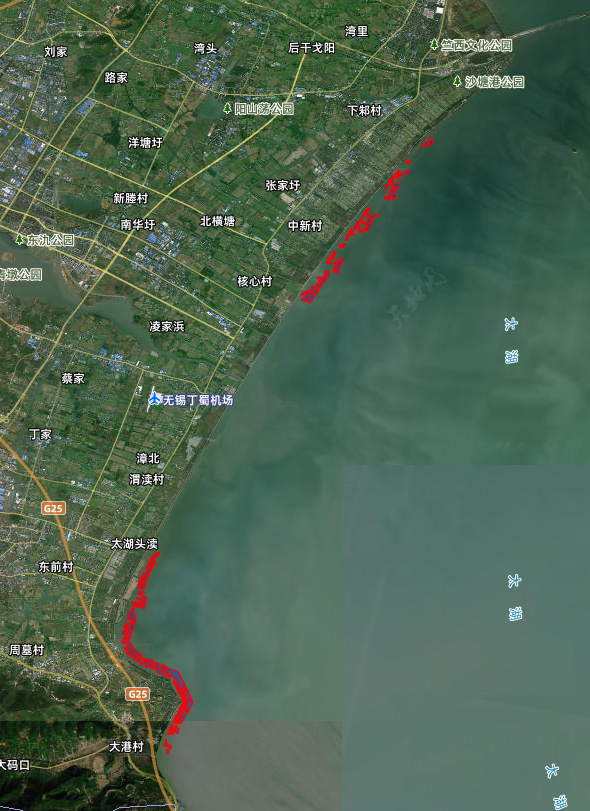 湾里
刘家
湾头
后干戈阳
竺西文化公园
路家
沙塘港公园
阳山荡公园
下邾村
洋塘圩
张家圩
新塍村
南华圩
北横塘
中新村
东氿公园
核心村
太
湖
凌家浜
蔡家
无锡丁蜀机场
丁家
漳北
渭渎村
G25
太湖头渎
东前村
太
湖
周墓村
G25
大港村
大码口
太
湖